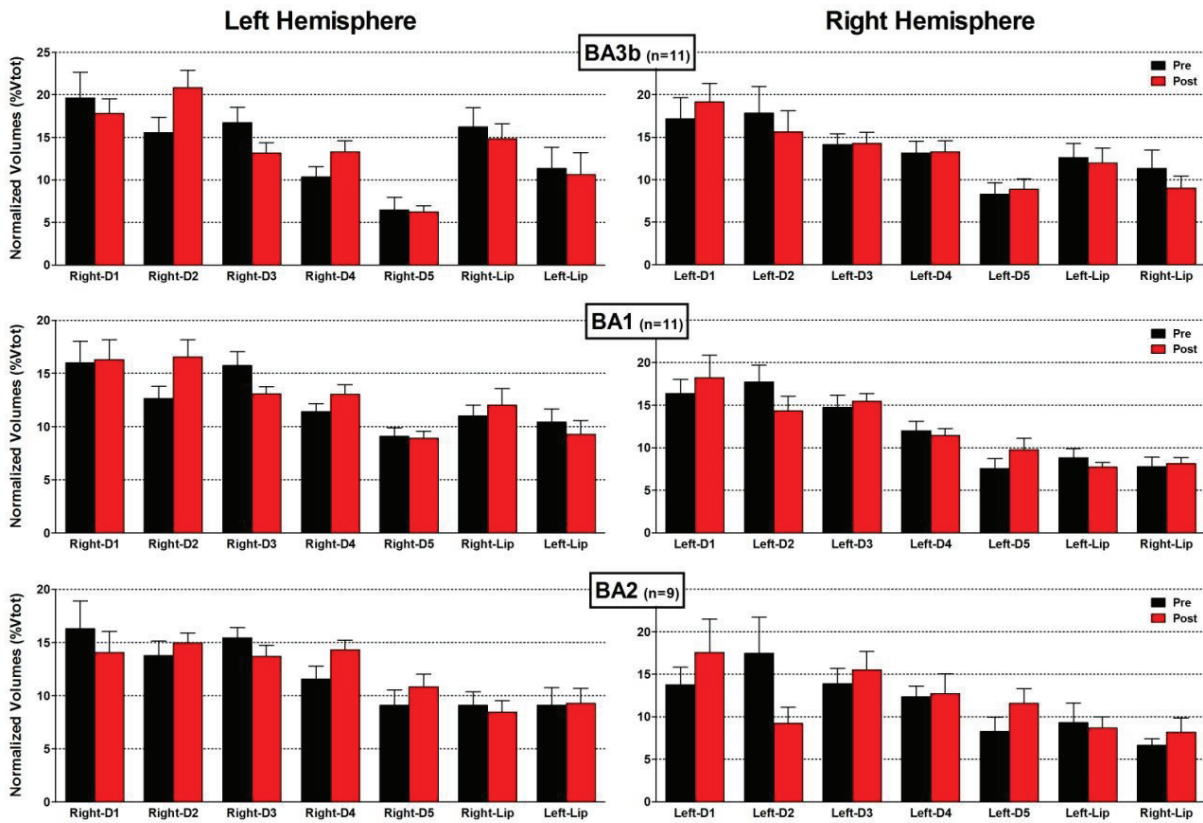 Left Hemisphere Right Hemisphere
BA3b (n=11)
Normalized Volumes (%Vtot)
25
20
15
10
5
0
Right-D1 Right-D2 Right-D3 Right-D4 Right-D5 Right-Lip Left-Lip
25
20
15
10
5
0
Pre
Post
Left-D1 Left-D2 Left-D3 Left-D4 Left-D5 Left-Lip Right-Lip
BA1 (n=11)
Normalized Volumes (%Vtot)
20
15
10
5
0
Right-D1 Right-D2 Right-D3 Right-D4 Right-D5 Right-Lip Left-Lip
20
15
10
5
0
Pre
Post
Left-D1 Left-D2 Left-D3 Left-D4 Left-D5 Left-Lip Right-Lip
BA2 (n=9)
Normalized Volumes (%Vtot)
20
15
10
5
0
Right-D1 Right-D2 Right-D3 Right-D4 Right-D5 Right-Lip Left-Lip
20
15
10
5
0
Pre
Post
Left-D1 Left-D2 Left-D3 Left-D4 Left-D5 Left-Lip Right-Lip